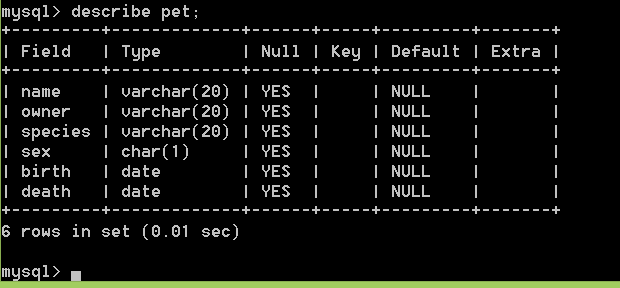 mysql> describe pet;
+---------+-------------+------+-----+---------+-------+
| Field   | Type        | Null | Key | Default | Extra |
+---------+-------------+------+-----+---------+-------+
| name    | varchar(20) | YES  |     | NULL    |       |
| owner   | varchar(20) | YES  |     | NULL    |       |
| species | varchar(20) | YES  |     | NULL    |       |
| sex     | char(1)     | YES  |     | NULL    |       |
| birth   | date        | YES  |     | NULL    |       |
| death   | date        | YES  |     | NULL    |       |
+---------+-------------+------+-----+---------+-------+
6 rows in set (0.01 sec)
mysql>